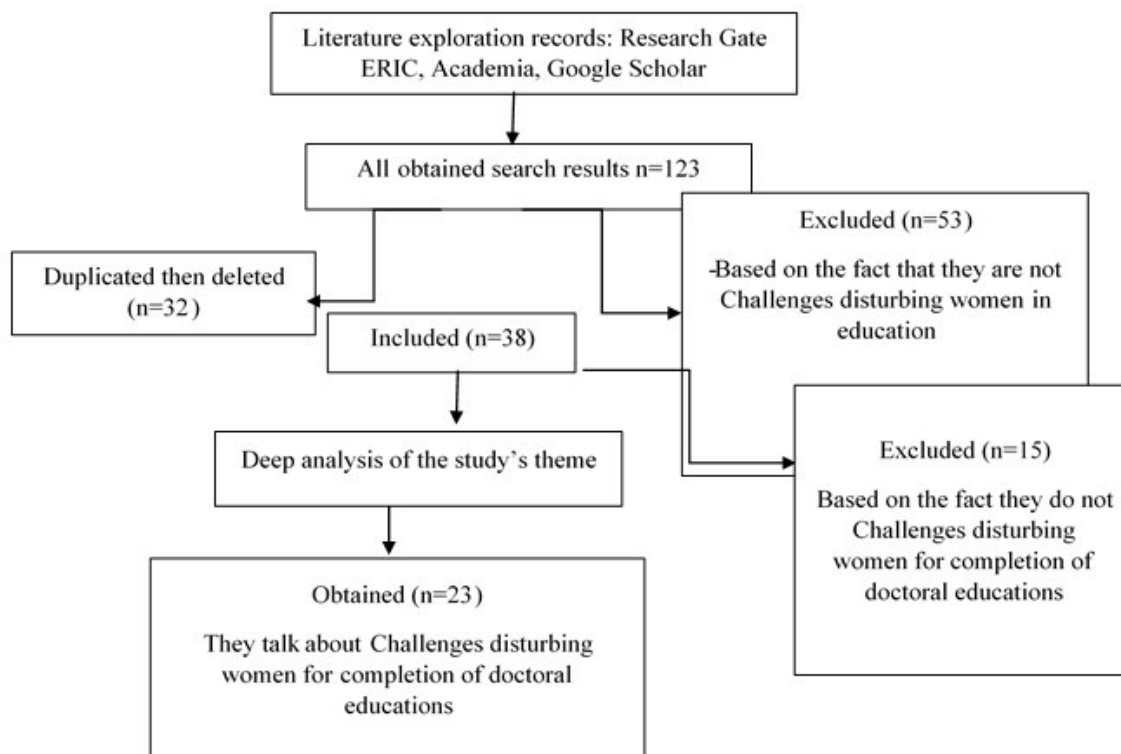 Literature exploration records: Research Gate
ERIC, Academia, Google Scholar
All obtained search results n=123
Excluded (n=53)
-Based on the fact that they are not
Challenges disturbing women in
education
Duplicated then deleted
(n=32)
Included (n=38)
Deep analysis of the study’s theme
Excluded (n=15)
Based on the fact they do not
Challenges disturbing
women for completion of
doctoral educations
Obtained (n=23)
They talk about Challenges disturbing
women for completion of doctoral
educations